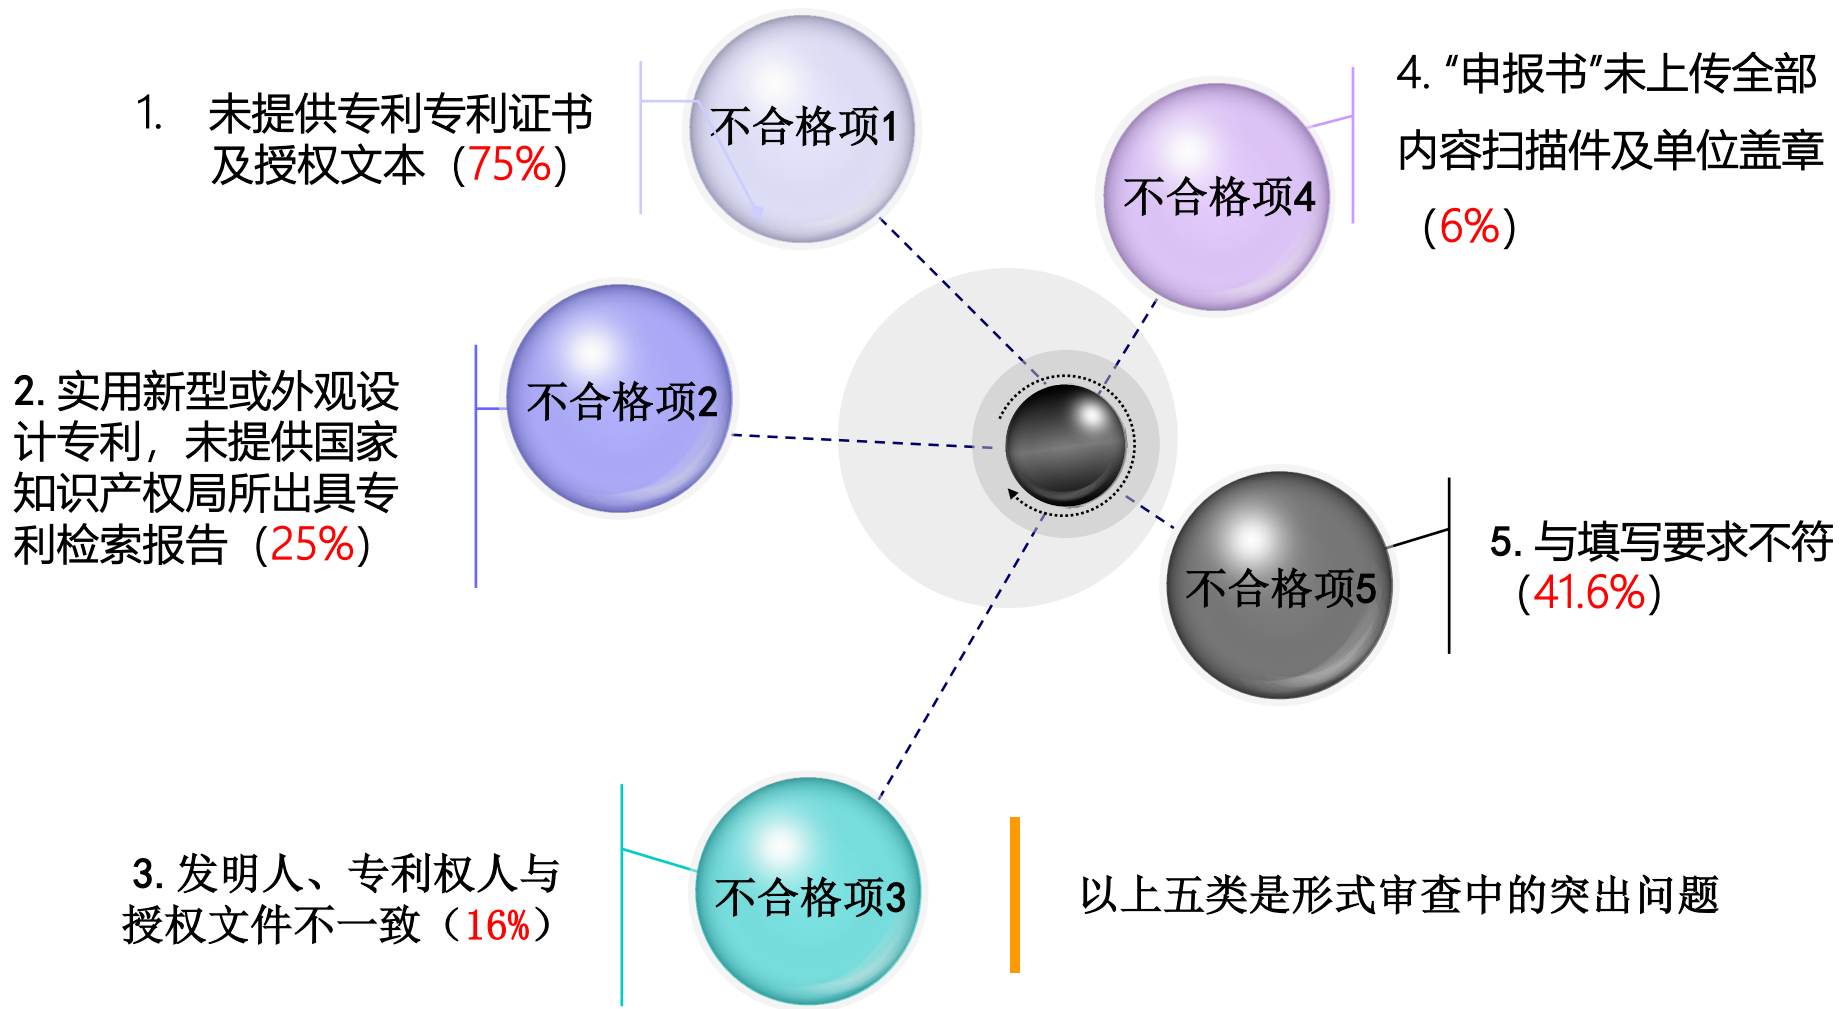 1. 未提供专利专利证书
及授权文本（75%）
不合格项1
4. “申报书”未上传全部
内容扫描件及单位盖章
（6%）
不合格项4
2. 实用新型或外观设
计专利，未提供国家
知识产权局所出具专
利检索报告（25%）
不合格项2
5. 与填写要求不符
（41.6%）
不合格项5
3. 发明人、专利权人与
授权文件不一致（16%）
不合格项3
以上五类是形式审查中的突出问题